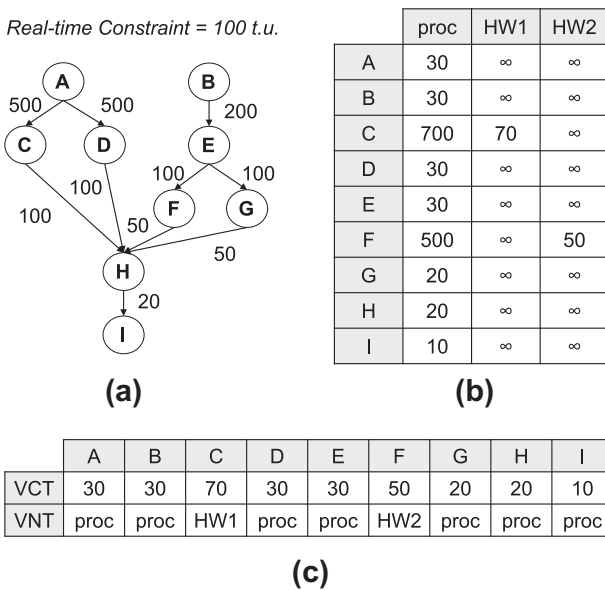 Real-time Constraint = 100 t.u.
A
B
500
500
200
C
D
E
100
100
100
100
F
G
50
50
H
20
I
(a)
proc HW1 HW2
A 30 ∞ ∞
B 30 ∞ ∞
C 700 70 ∞
D 30 ∞ ∞
E 30 ∞ ∞
F 500 ∞ 50
G 20 ∞ ∞
H 20 ∞ ∞
I 10 ∞ ∞
(b)
A B C D E F G H I
VCT 30 30 70 30 30 50 20 20 10
VNT proc proc HW1 proc proc HW2 proc proc proc
(c)